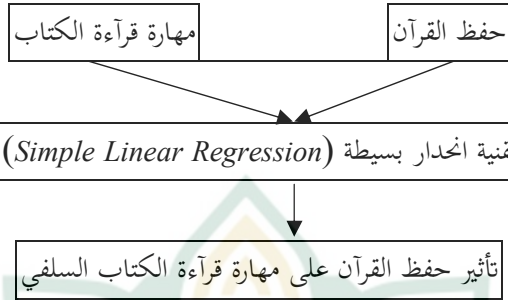 حفظ القرآن
مهارة قرآءة الكتاب
تقنية انحدار بسيطة (Simple Linear Regression)
تأثير حفظ القرآن على مهارة قرآءة الكتاب السلفي